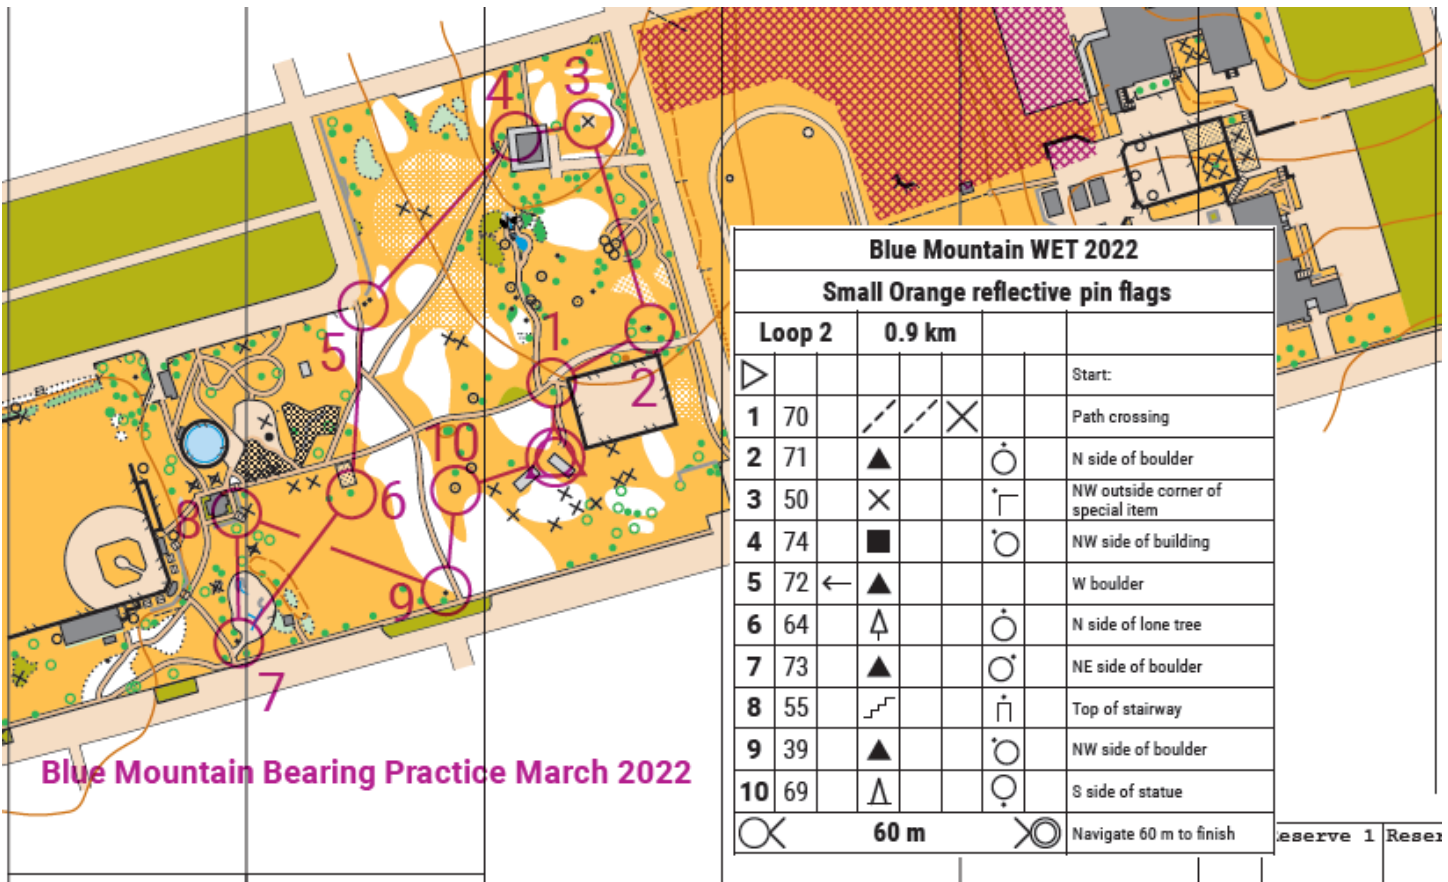 4
3
5
1
2
10
6
8
9
7
Blue Mountain Bearing Practice March 2022
Blue Mountain WET 2022
Small Orange reflective pin flags
Loop 2 0.9 km
Start:
1 70 Path crossing
2 71 N side of boulder
3 50 NW outside corner of
special item
4 74 NW side of building
5 72 W boulder
6 64 N side of lone tree
7 73 NE side of boulder
8 55 Top of stairway
9 39 NW side of boulder
10 69 S side of statue
60 m Navigate 60 m to finish
eserve 1 Reser